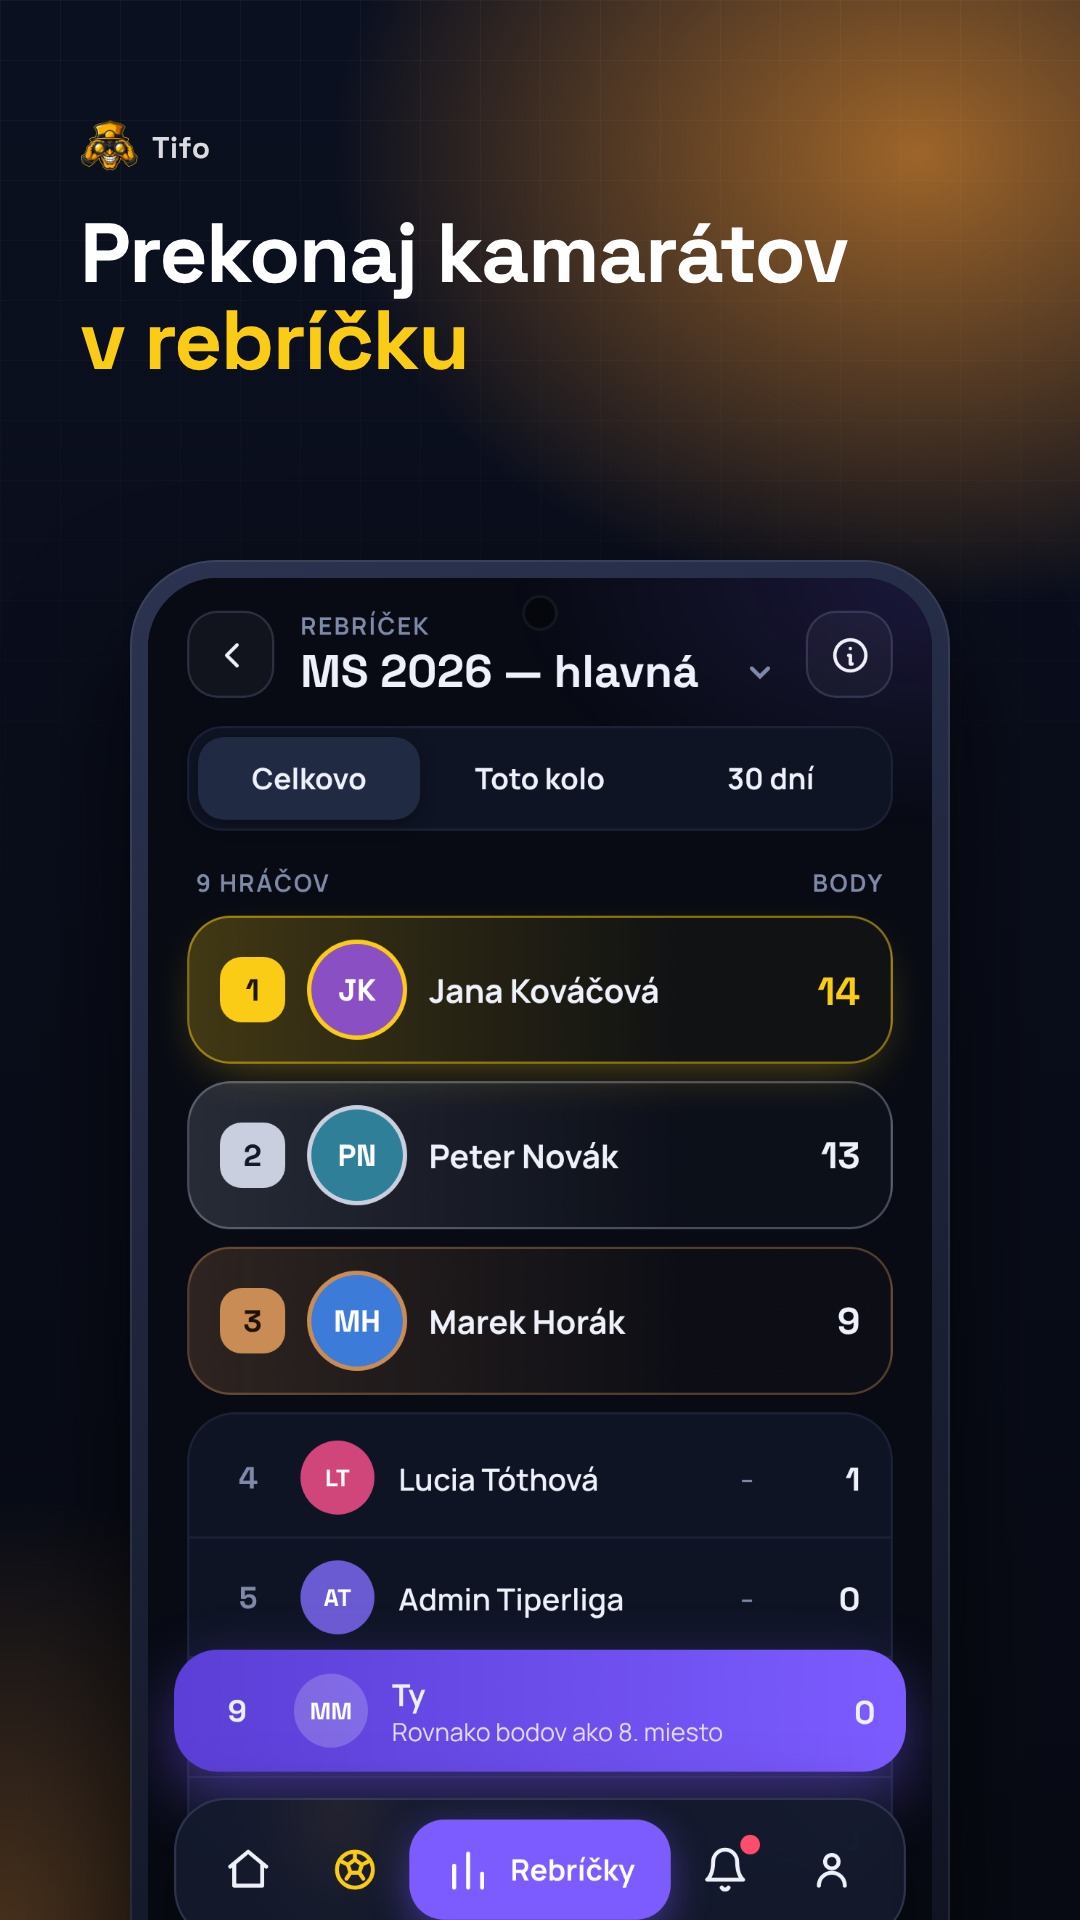 Tifo
Prekonaj kamarátov
v rebríčku
REBRÍČEK
MS 2026 — hlavná
Celkovo Toto kolo 30 dní
9 HRÁČOV BODY
1 JK Jana Kováčová 14
2 PN Peter Novák 13
3 MH Marek Horák 9
4 LT Lucia Tóthová - 1
5 AT Admin Tiperliga - 0
9 MM Ty 0
Rovnako bodov ako 8. miesto
Rebríčky